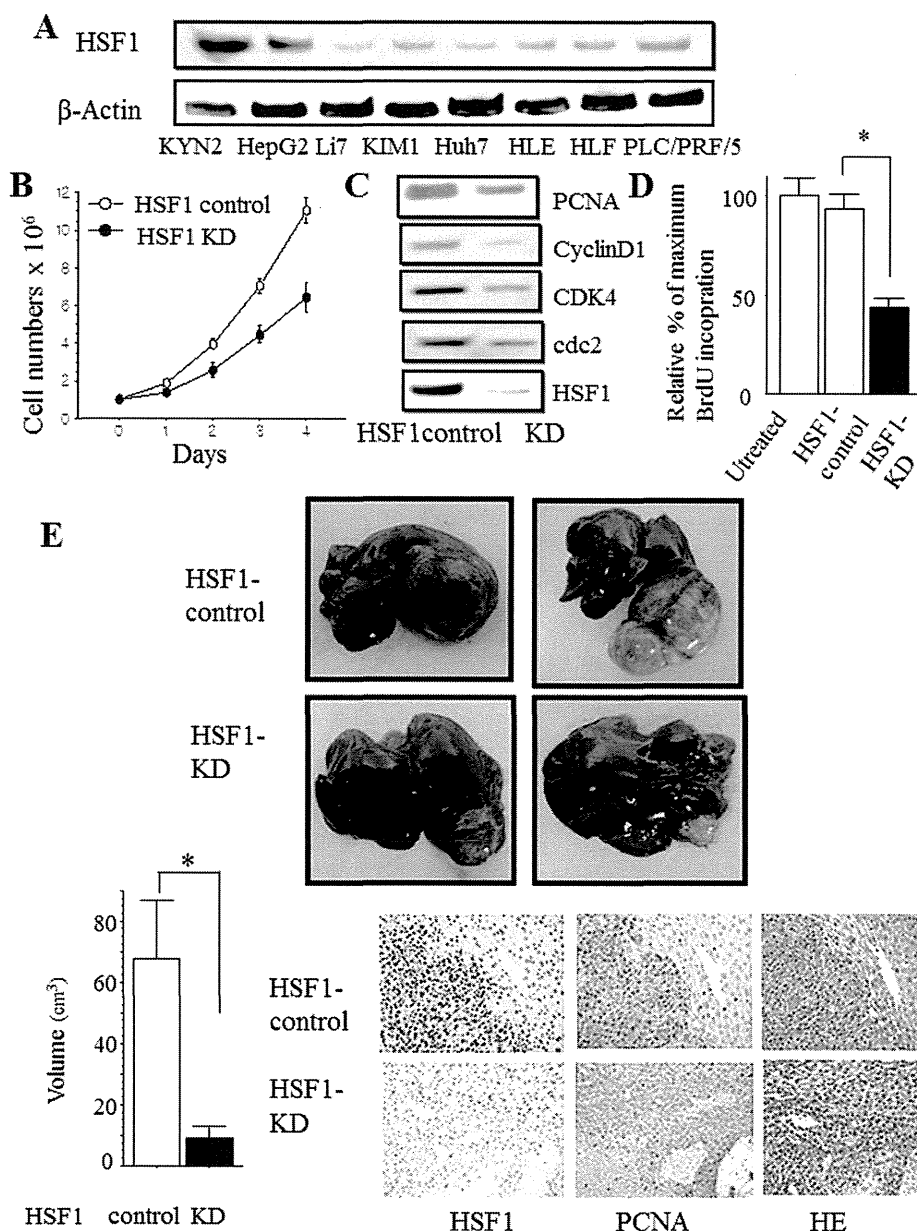 A
HSF1
β-Actin
KYN2 HepG2 Li7 KIM1 Huh7 HLE HLF PLC/PRF/5
B
HSF1 control
HSF1 KD
Cell numbers x 10⁶
12
10
8
6
4
2
0
0 1 2 3 4
Days
C
PCNA
CyclinD1
CDK4
cdc2
HSF1
HSF1control KD
D
*
Relative % of maximum
BrdU incopration
100
50
0
Utreated
HSF1-
control
HSF1-
KD
E
HSF1-
control
HSF1-
KD
*
Volume (cm³)
80
60
40
20
0
HSF1 control KD
HSF1-
control
HSF1-
KD
HSF1 PCNA HE